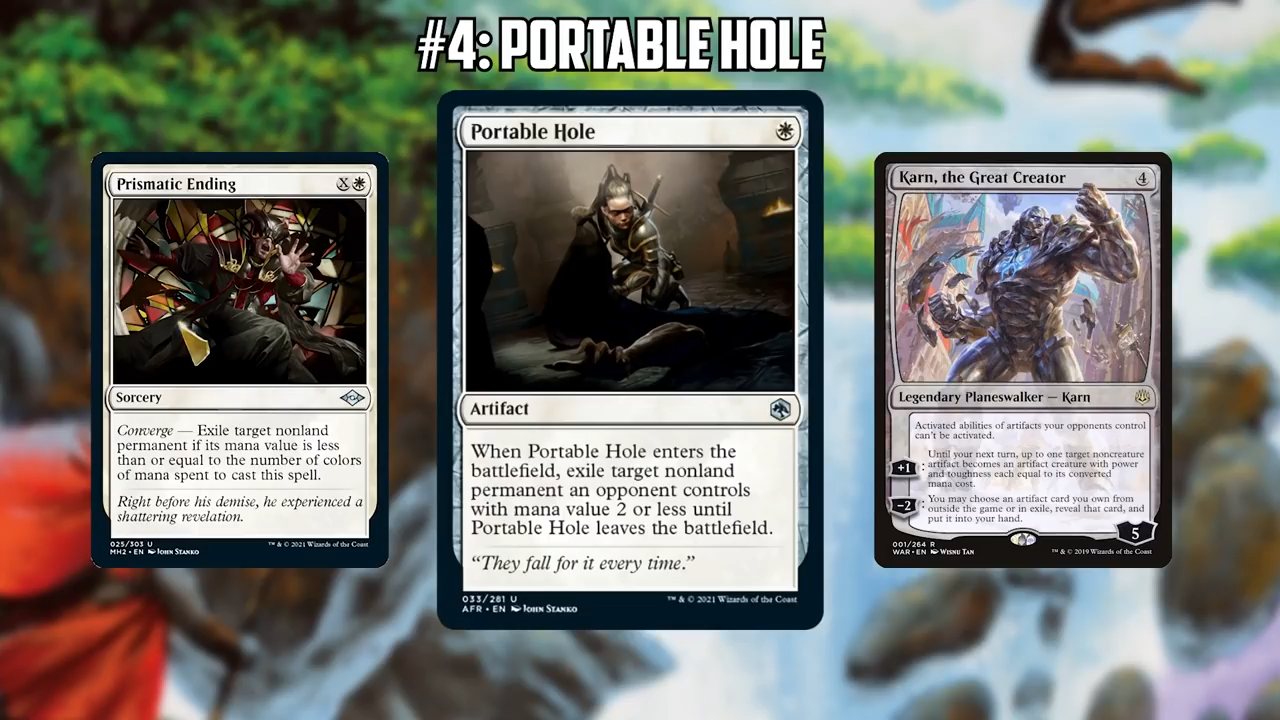 #4: PORTABLE HOLE
Prismatic Ending X
Sorcery
Converge — Exile target nonland
permanent if its mana value is less
than or equal to the number of colors
of mana spent to cast this spell.
Right before his demise, he experienced a
shattering revelation.
025/303 U
MH2 • EN John Stanko
™ & © 2021 Wizards of the Coast
Portable Hole
Artifact
When Portable Hole enters the
battlefield, exile target nonland
permanent an opponent controls
with mana value 2 or less until
Portable Hole leaves the battlefield.
“They fall for it every time.”
033/281 U
AFR • EN John Stanko
™ & © 2021 Wizards of the Coast
Karn, the Great Creator 4
Legendary Planeswalker — Karn
Activated abilities of artifacts your opponents control
can't be activated.
+1 : Until your next turn, up to one target noncreature
artifact becomes an artifact creature with power
and toughness each equal to its converted
mana cost.
-2 : You may choose an artifact card you own from
outside the game or in exile, reveal that card, and
put it into your hand.
5
001/264 R
WAR • EN Wisnu Tan
™ & © 2019 Wizards of the Coast